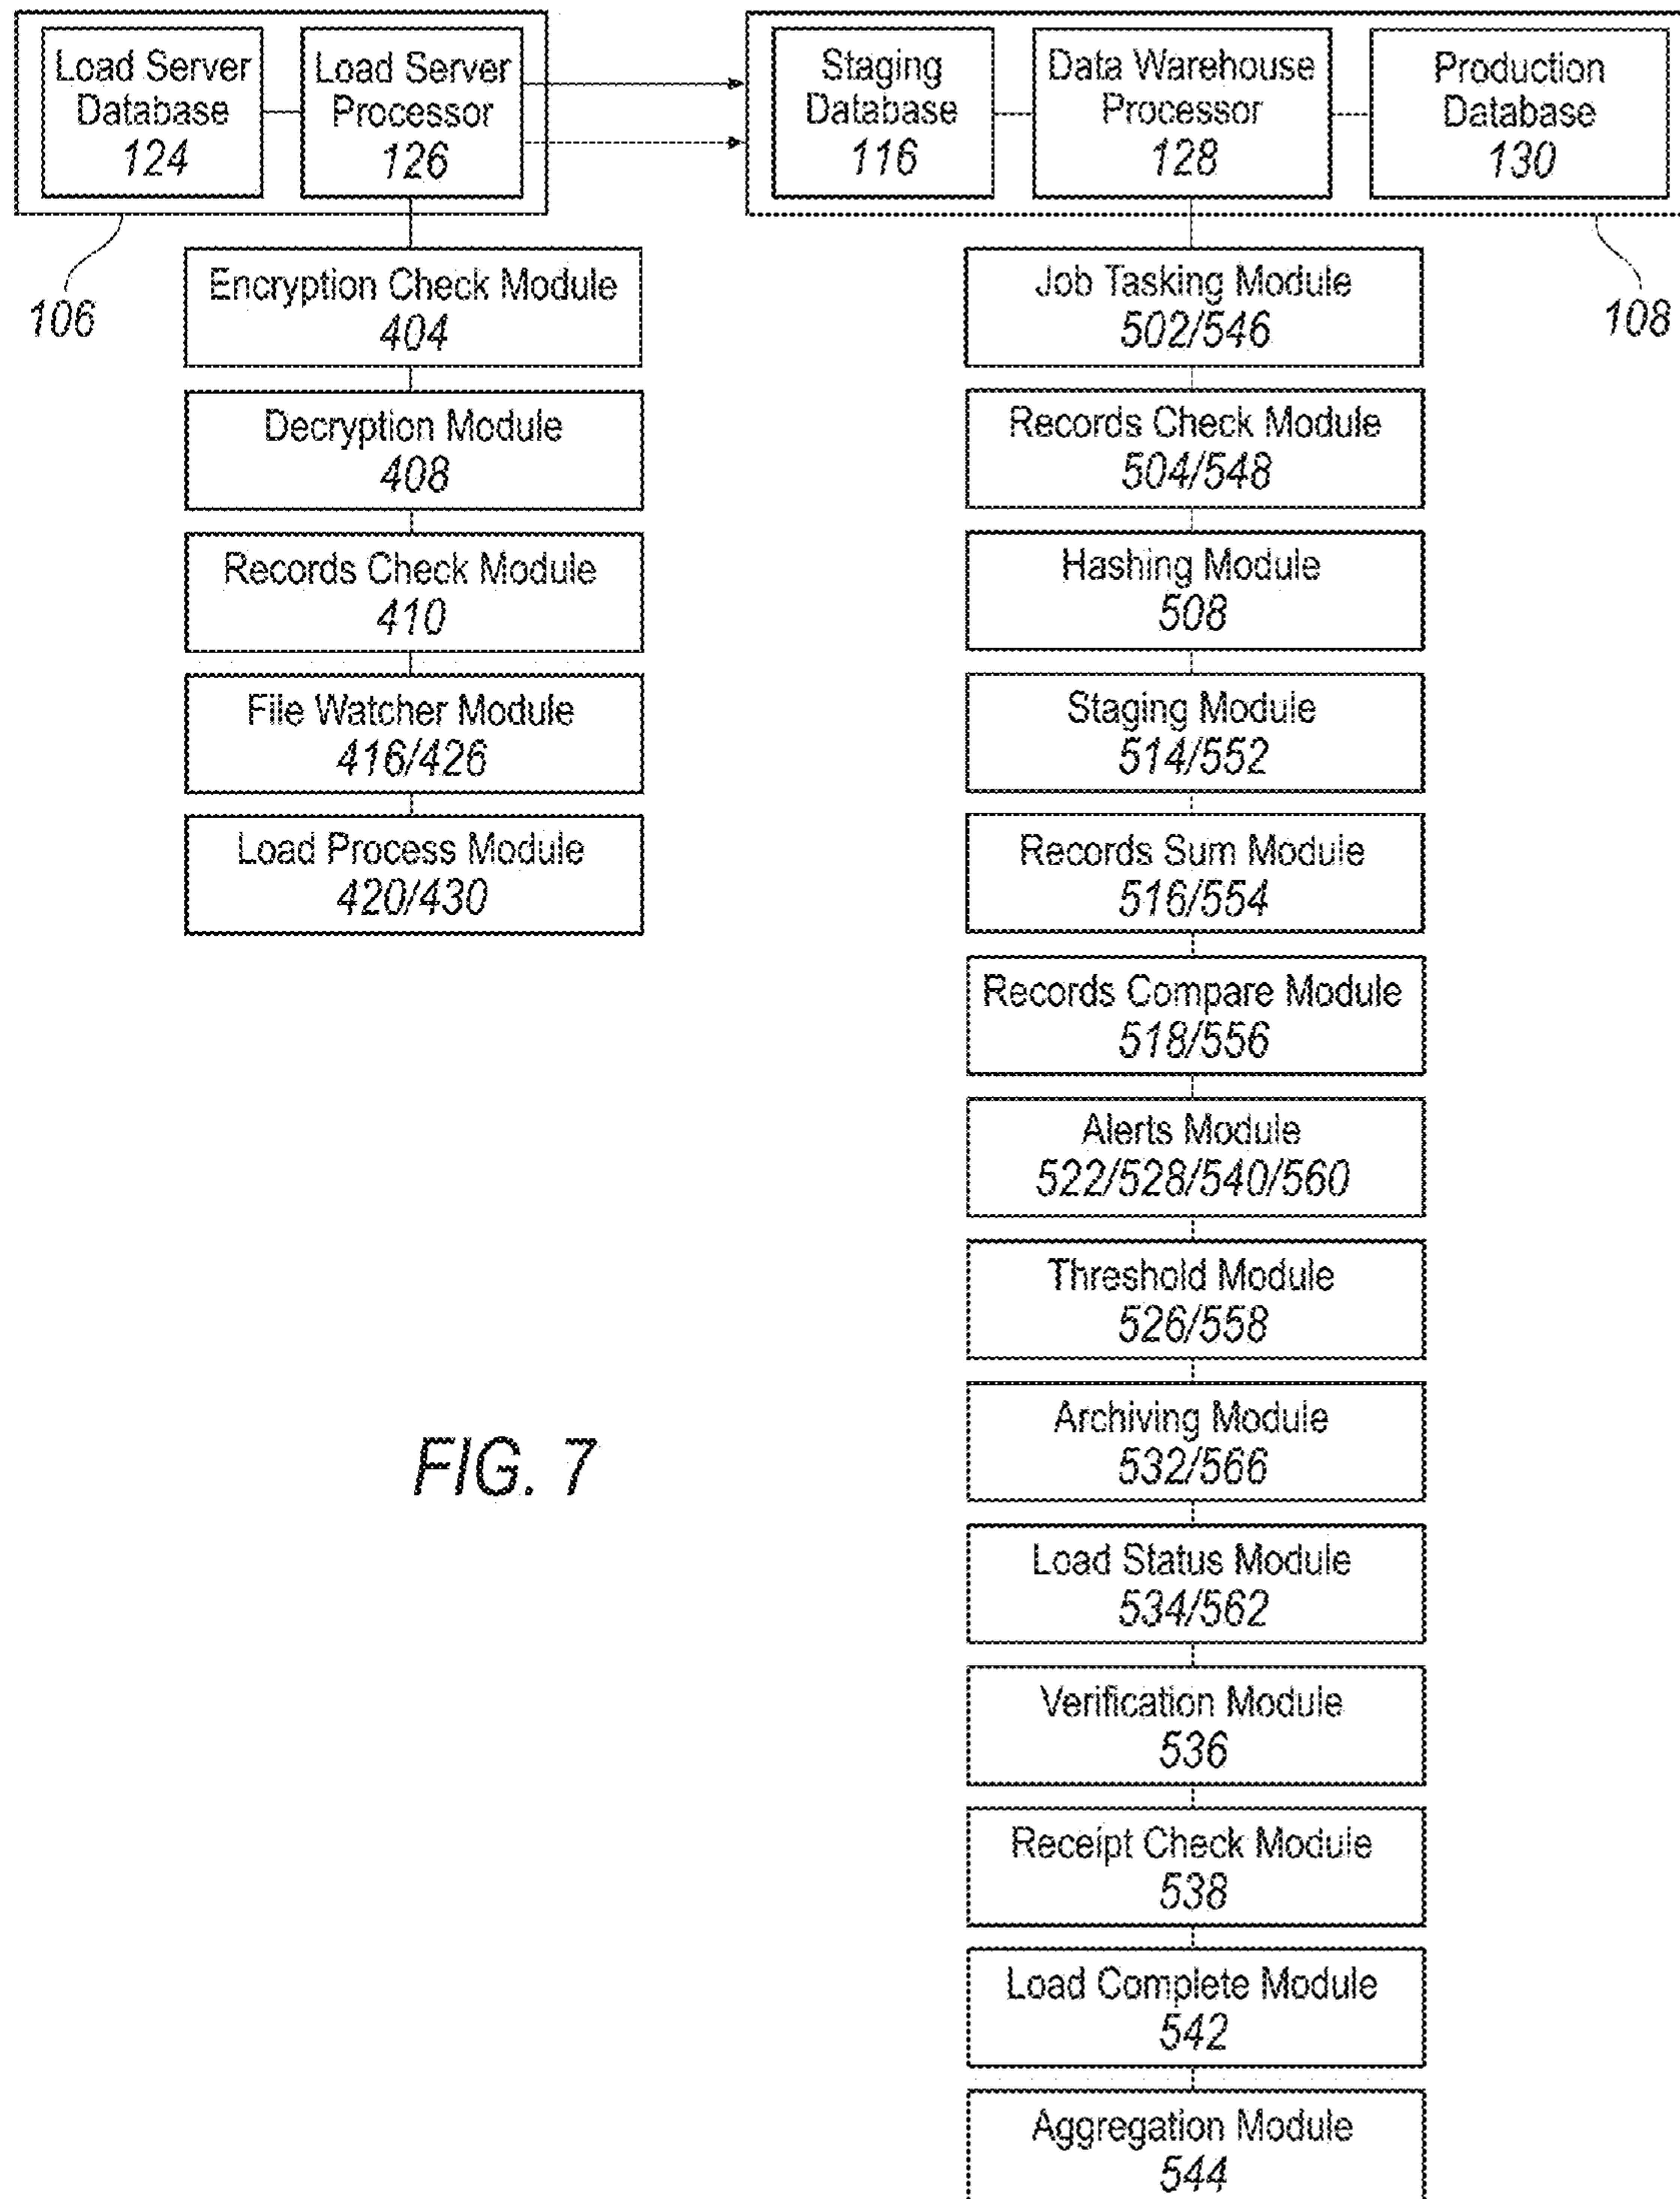 Load Server
Database
124
Load Server
Processor
126
Staging
Database
116
Data Warehouse
Processor
128
Production
Database
130
106
108
Encryption Check Module
404
Decryption Module
408
Records Check Module
410
File Watcher Module
416/426
Load Process Module
420/430
Job Tasking Module
502/546
Records Check Module
504/548
Hashing Module
508
Staging Module
514/552
Records Sum Module
516/554
Records Compare Module
518/556
Alerts Module
522/528/540/560
Threshold Module
526/558
Archiving Module
532/566
Load Status Module
534/562
Verification Module
536
Receipt Check Module
538
Load Complete Module
542
Aggregation Module
544
FIG. 7